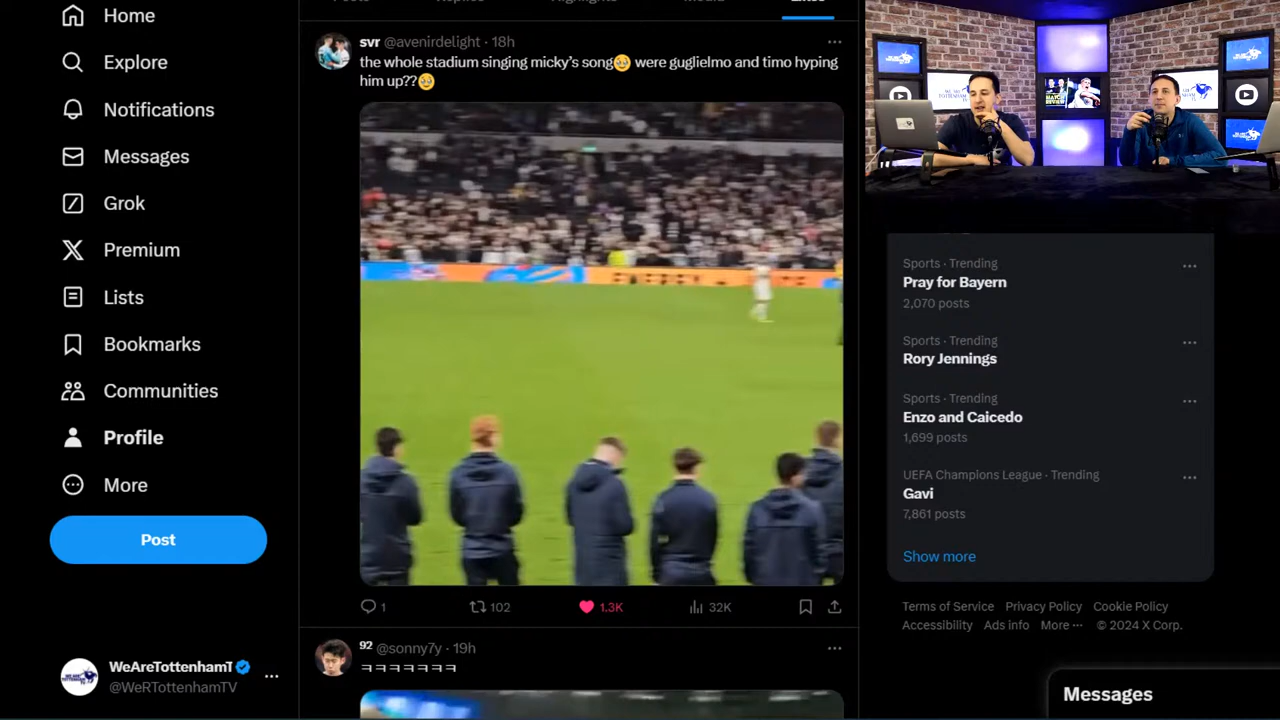 Home
Explore
Notifications
Messages
Grok
Premium
Lists
Bookmarks
Communities
Profile
More
Post
WeAreTottenhamT
@WeRTottenhamTV
svr @avenirdelight · 18h
the whole stadium singing micky's song🥹 were guglielmo and timo hyping
him up??🥹
1
102
1.3K
32K
92 @sonny7y · 19h
ㅋㅋㅋㅋㅋㅋㅋ
Sports · Trending
Pray for Bayern
2,070 posts
Sports · Trending
Rory Jennings
Sports · Trending
Enzo and Caicedo
1,699 posts
UEFA Champions League · Trending
Gavi
7,861 posts
Show more
Terms of Service Privacy Policy Cookie Policy
Accessibility Ads info More ··· © 2024 X Corp.
Messages